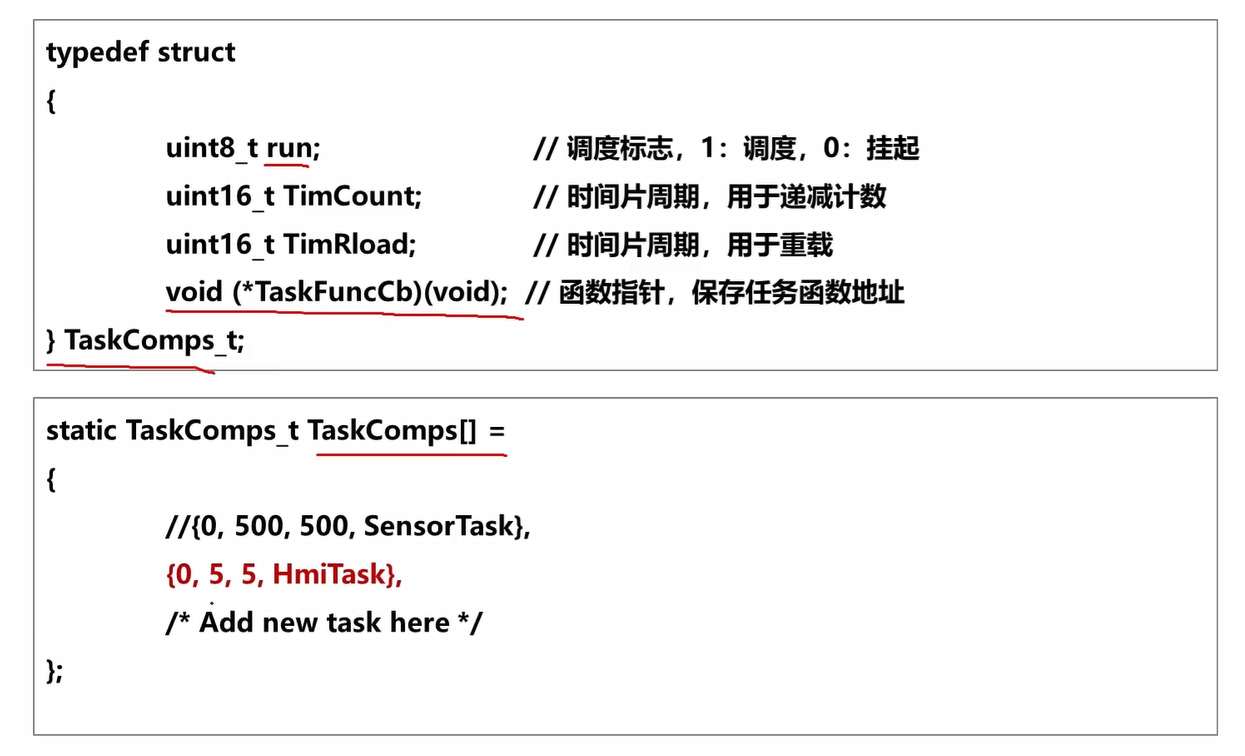 typedef struct
{
uint8_t run; // 调度标志，1：调度，0：挂起
uint16_t TimCount; // 时间片周期，用于递减计数
uint16_t TimRload; // 时间片周期，用于重载
void (*TaskFuncCb)(void); // 函数指针，保存任务函数地址
} TaskComps_t;
static TaskComps_t TaskComps[] =
{
//{0, 500, 500, SensorTask},
{0, 5, 5, HmiTask},
/* Add new task here */
};